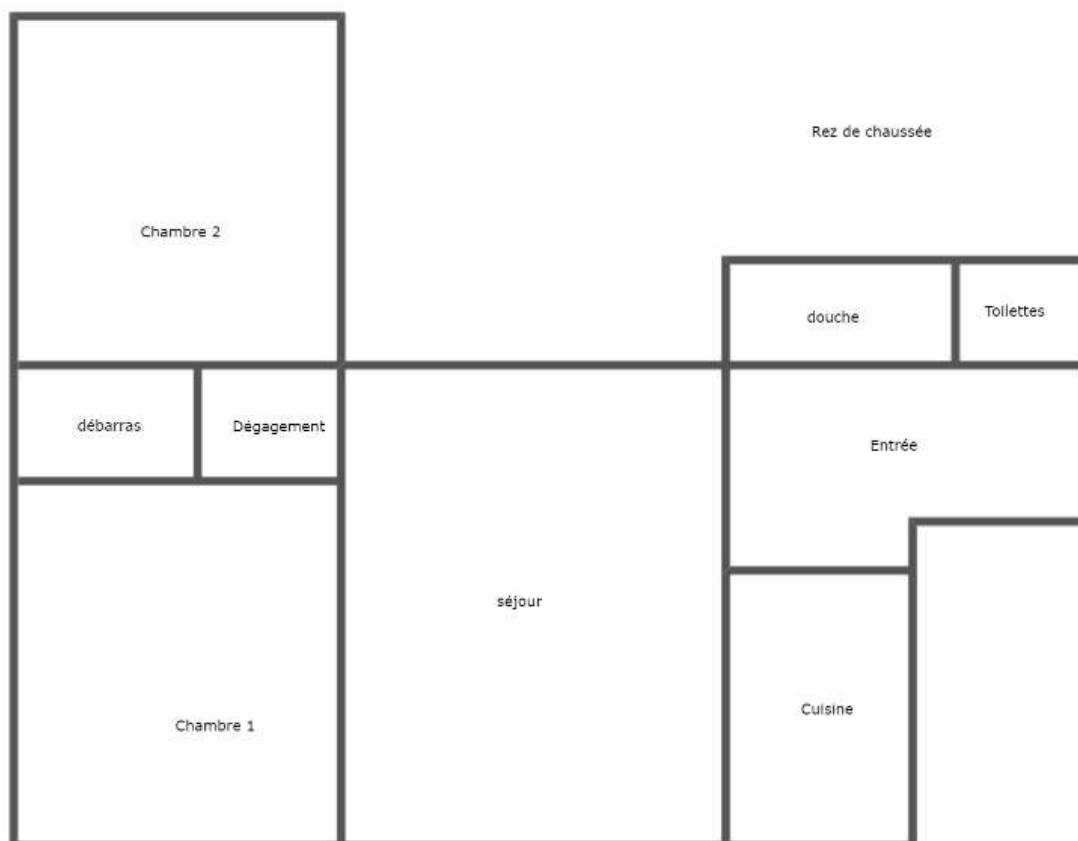 Rez de chaussée
Chambre 2
douche
Toilettes
débarras
Dégagement
Entrée
séjour
Cuisine
Chambre 1